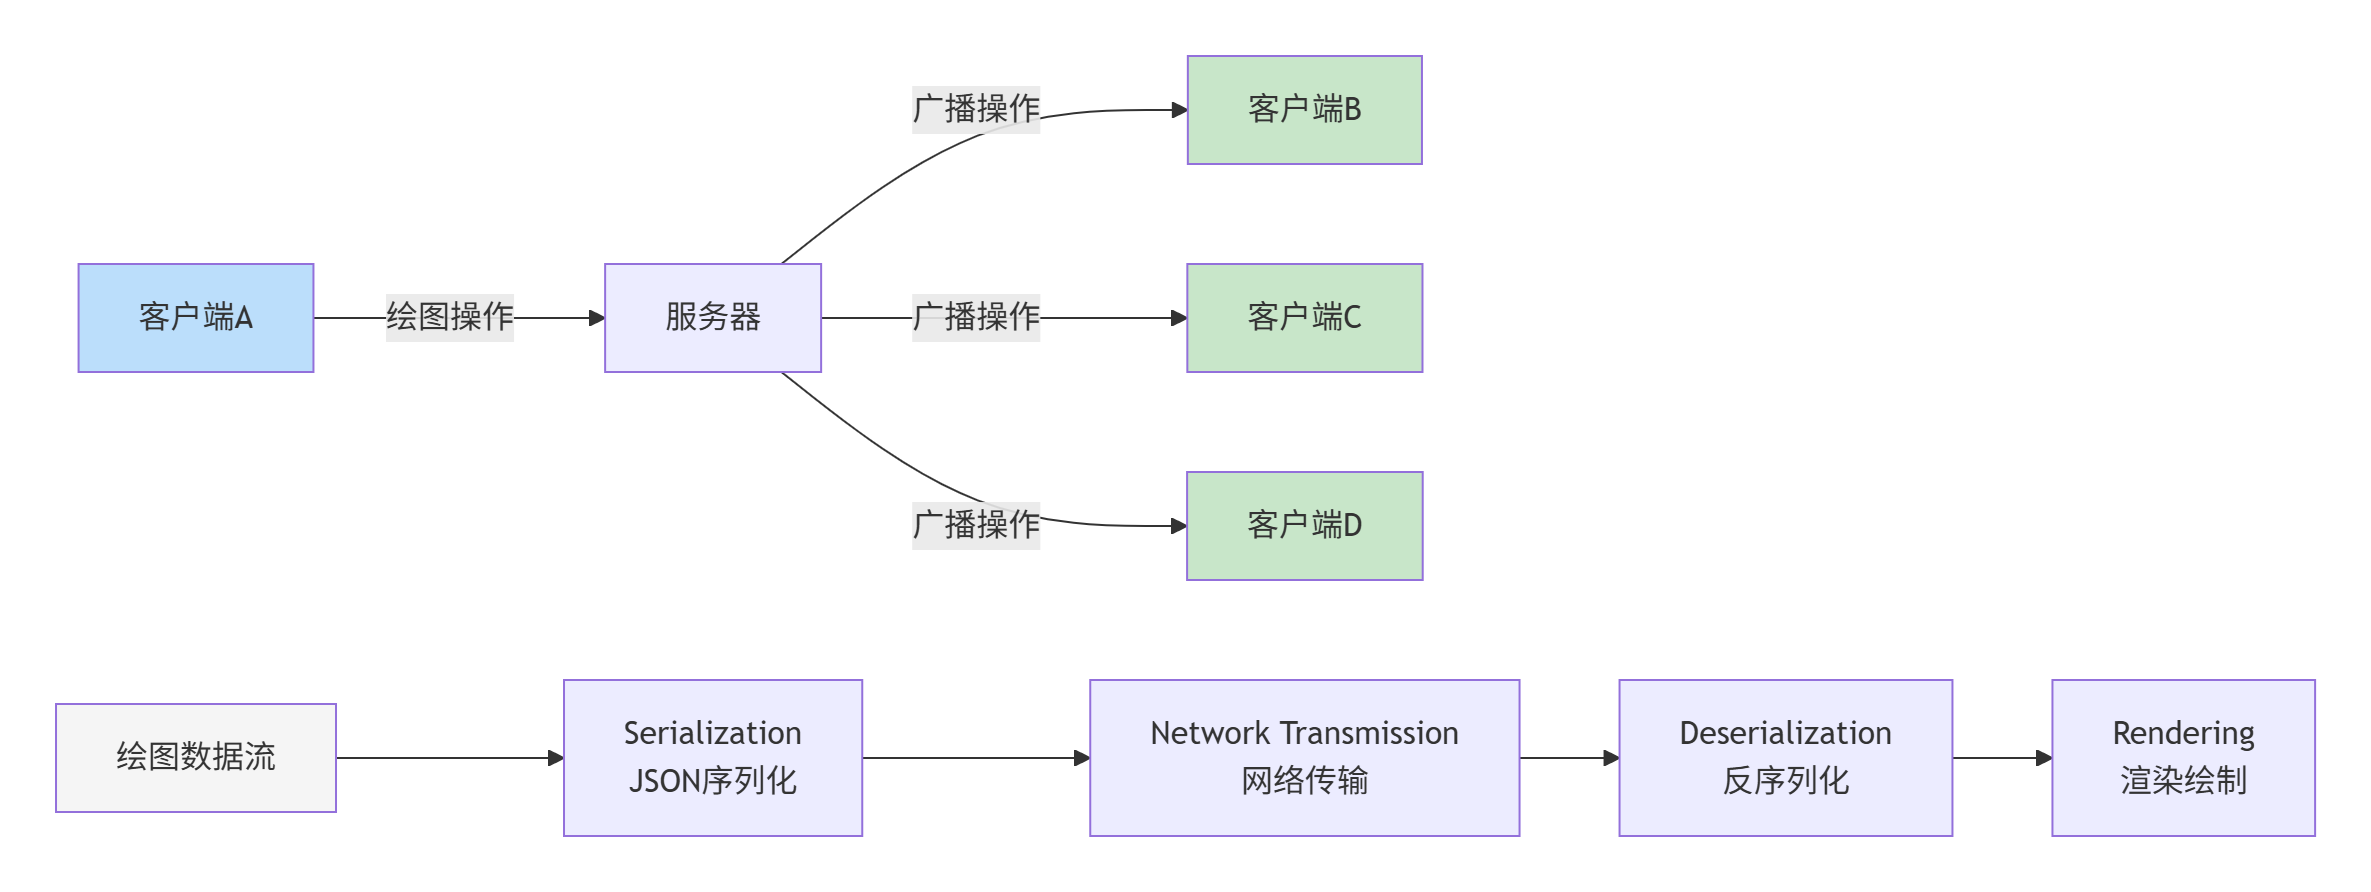 广播操作
客户端B
客户端A
绘图操作
服务器
广播操作
客户端C
广播操作
客户端D
绘图数据流
Serialization
JSON序列化
Network Transmission
网络传输
Deserialization
反序列化
Rendering
渲染绘制